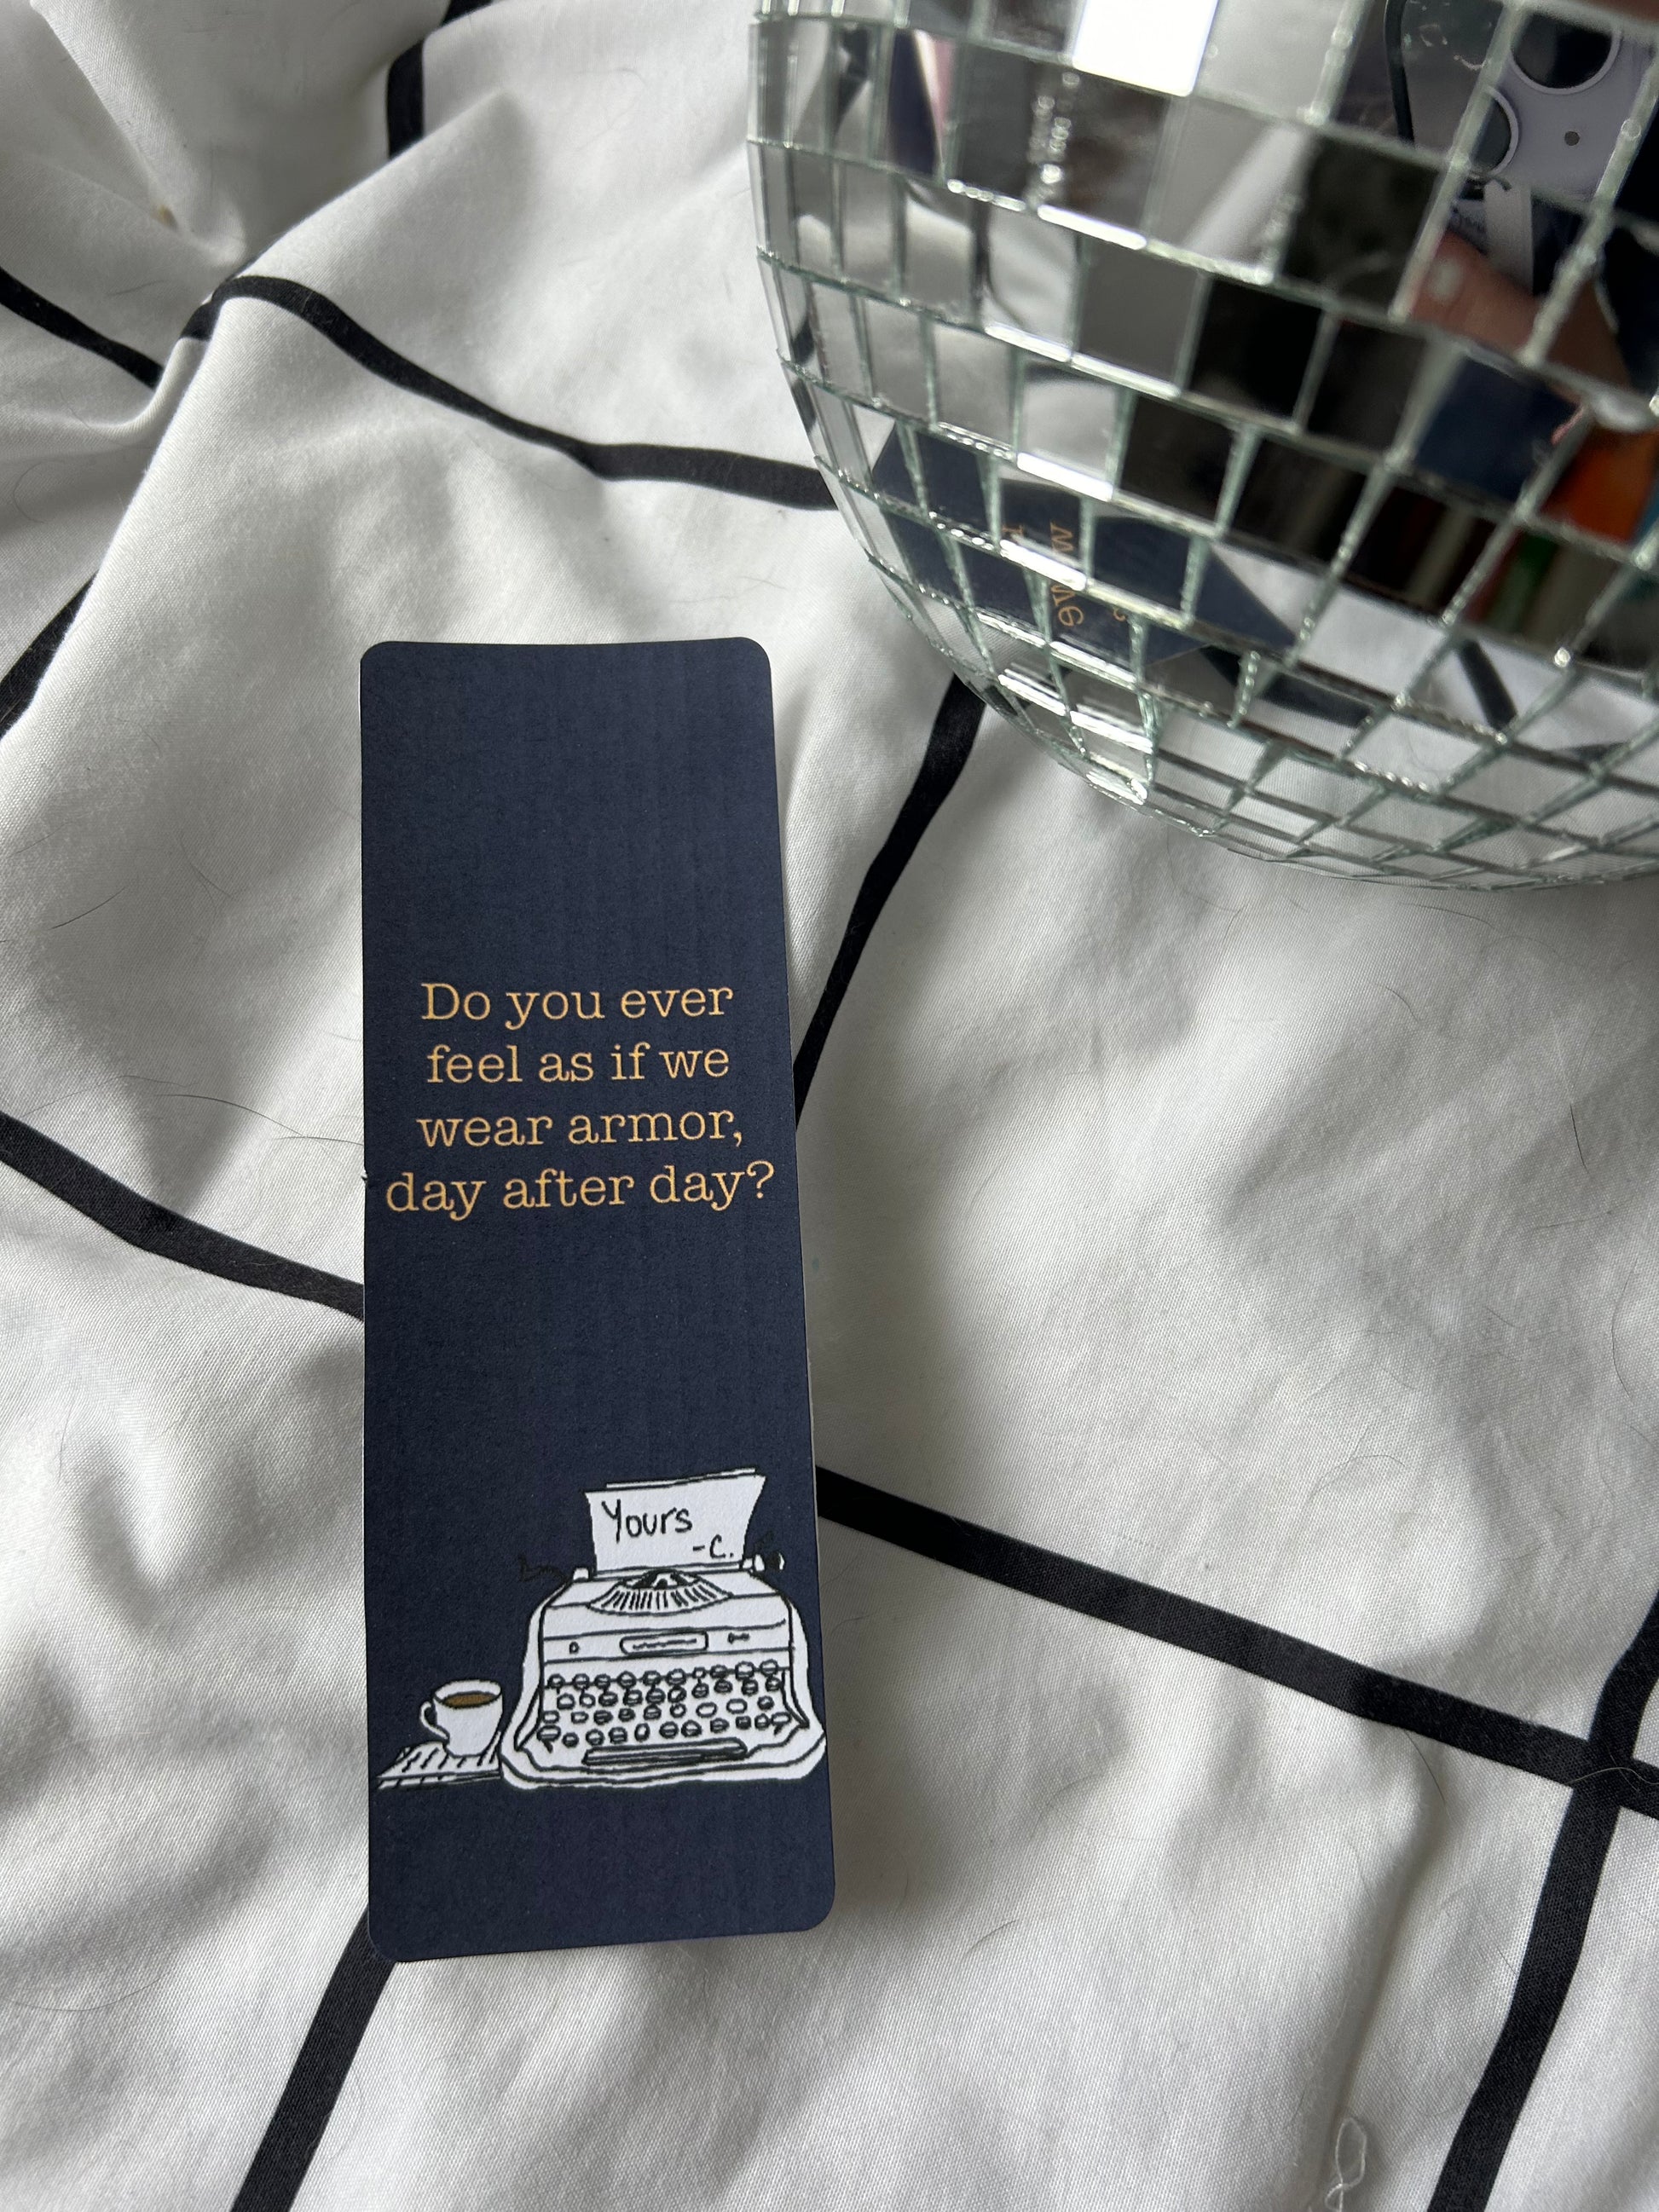 Do you ever
feel as if we
wear armor,
day after day?
Yours
-C.